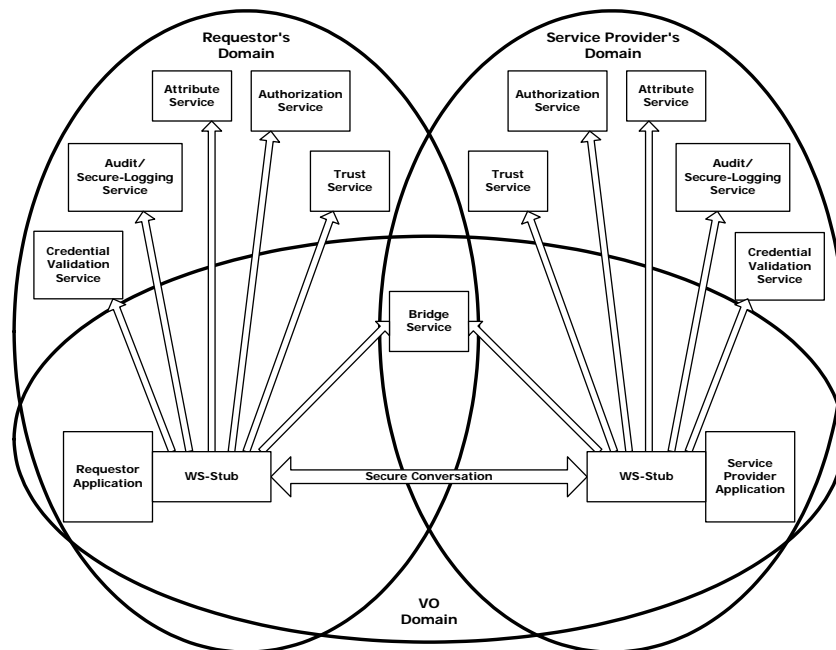 Requestor's
Domain
Service Provider's
Domain
Attribute
Service
Authorization
Service
Authorization
Service
Attribute
Service
Audit/
Secure-Logging
Service
Trust
Service
Trust
Service
Audit/
Secure-Logging
Service
Credential
Validation
Service
Credential
Validation
Service
Bridge
Service
Requestor
Application
WS-Stub
Secure Conversation
WS-Stub
Service
Provider
Application
VO
Domain